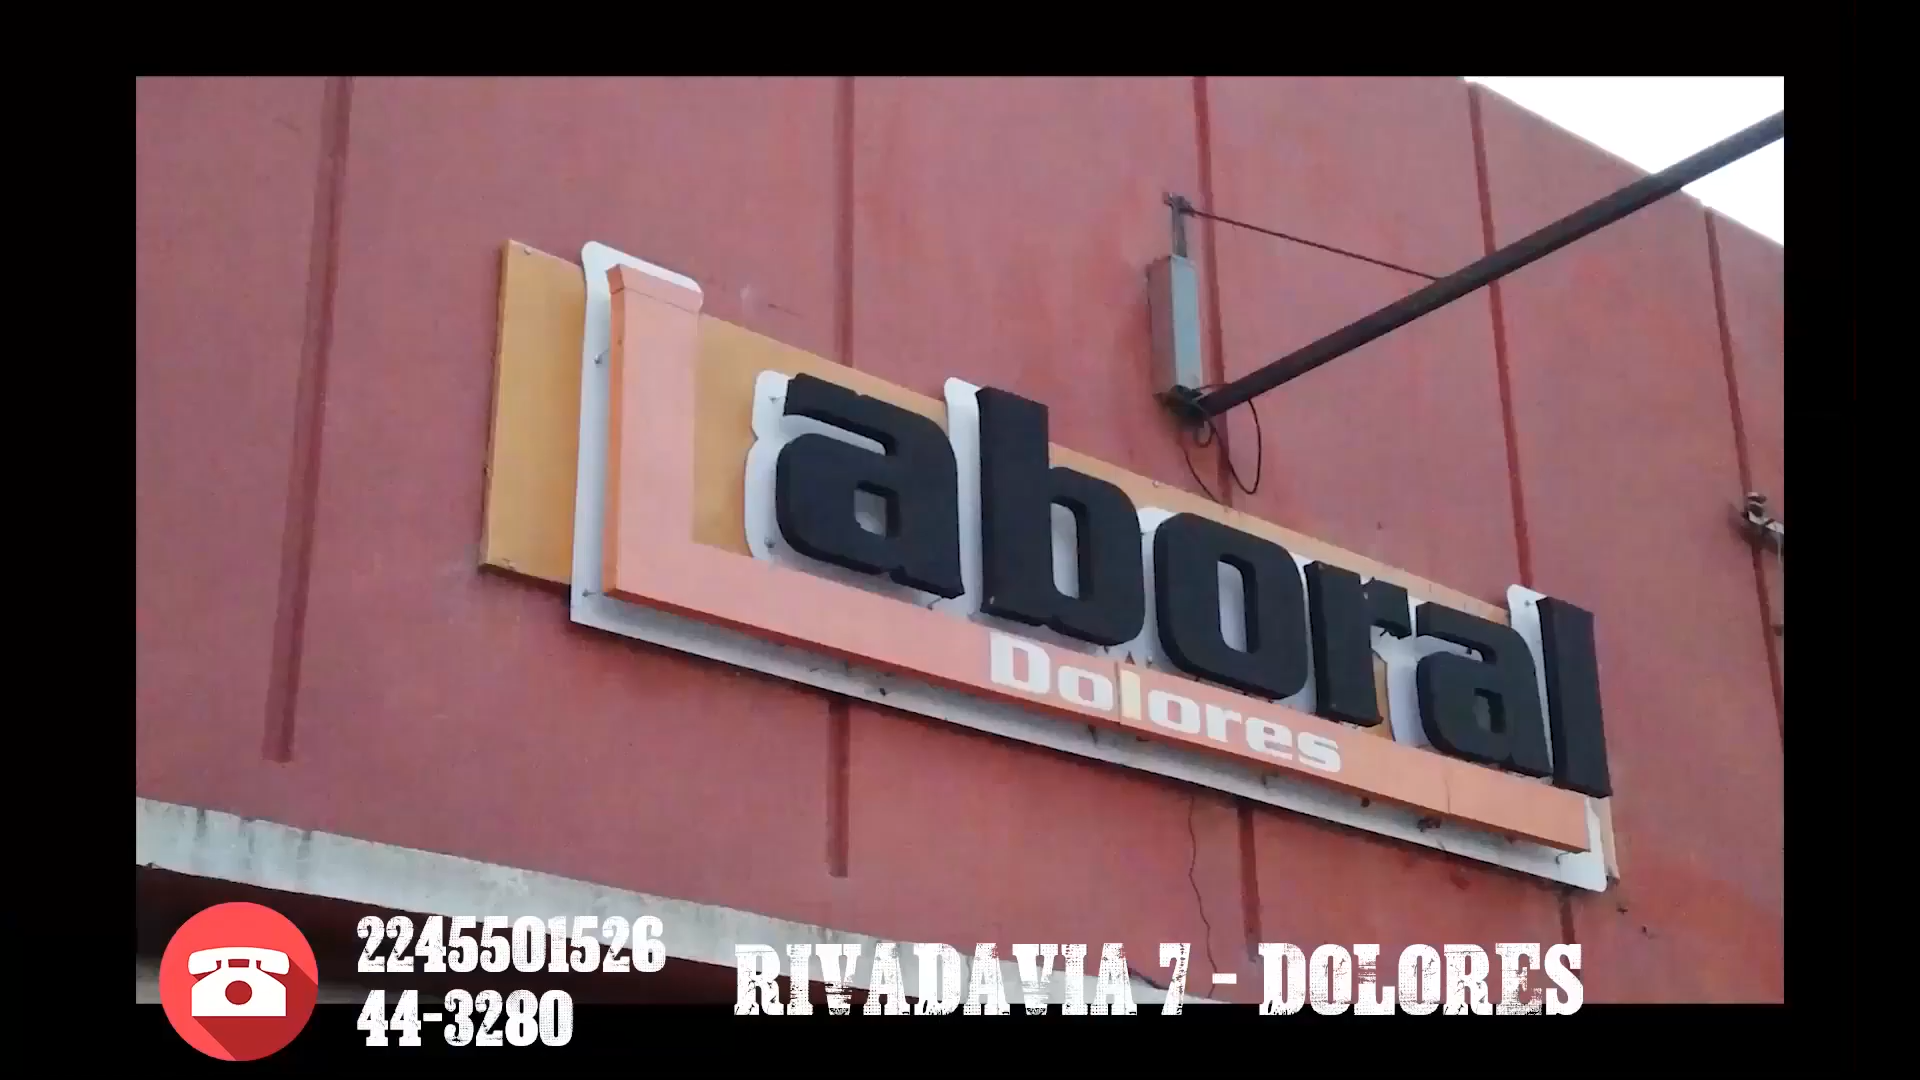 Laboral
Dolores
2245501526
44-3280
RIVADAVIA 7 - DOLORES